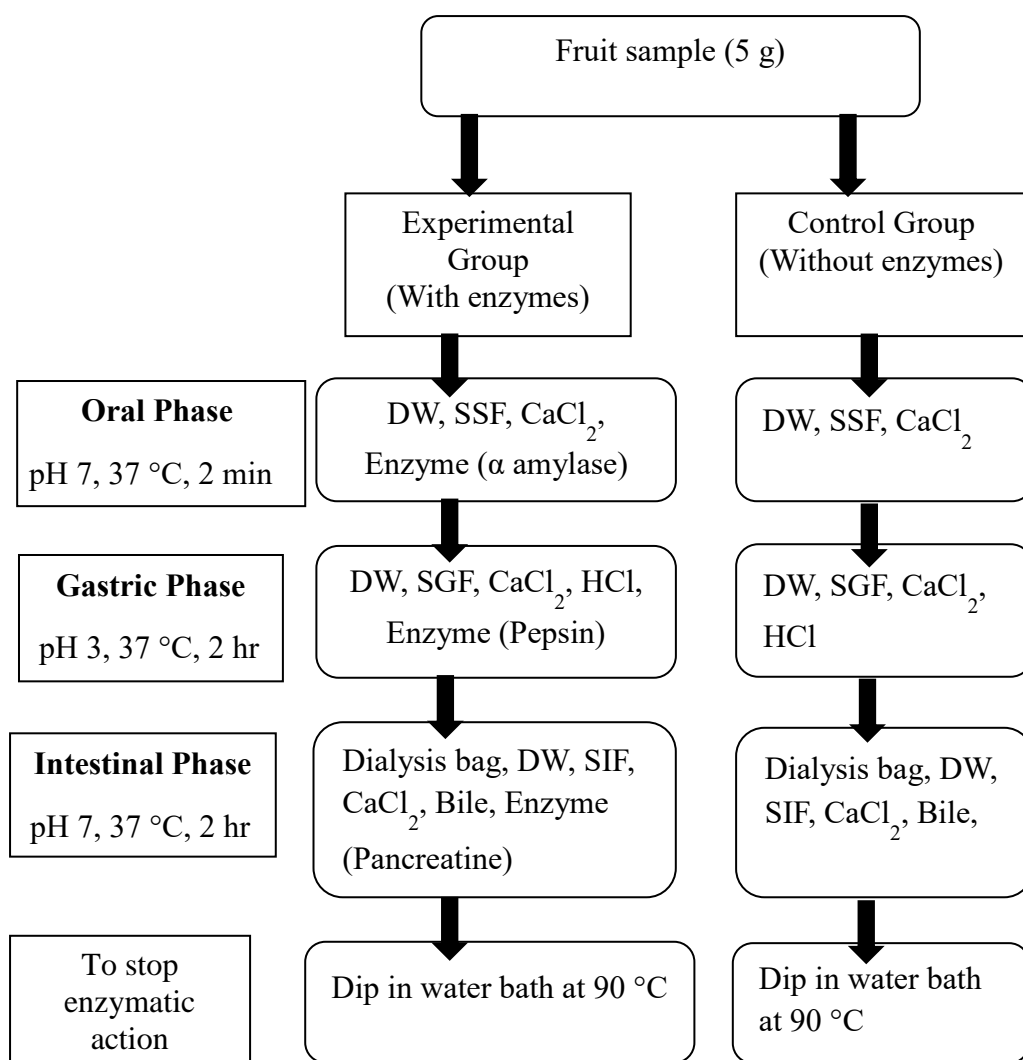 Fruit sample (5 g)
Experimental
Group
(With enzymes)
Control Group
(Without enzymes)
Oral Phase
pH 7, 37 °C, 2 min
DW, SSF, CaCl₂,
Enzyme (α amylase)
DW, SSF, CaCl₂
Gastric Phase
pH 3, 37 °C, 2 hr
DW, SGF, CaCl₂, HCl,
Enzyme (Pepsin)
DW, SGF, CaCl₂,
HCl
Intestinal Phase
pH 7, 37 °C, 2 hr
Dialysis bag, DW, SIF,
CaCl₂, Bile, Enzyme
(Pancreatine)
Dialysis bag, DW,
SIF, CaCl₂, Bile,
To stop
enzymatic
action
Dip in water bath at 90 °C
Dip in water bath
at 90 °C